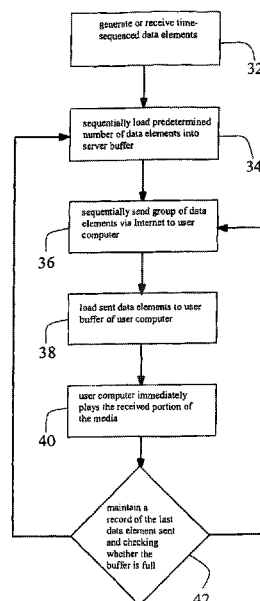 generate or receive time-
sequenced data elements
32
sequentially load predetermined
number of data elements into
server buffer
34
sequentially send group of data
elements via Internet to user
computer
36
load sent data elements to user
buffer of user computer
38
user computer immediately
plays the received portion of
the media
40
maintain a
record of the last
data element sent
and checking
whether the
buffer is full
42